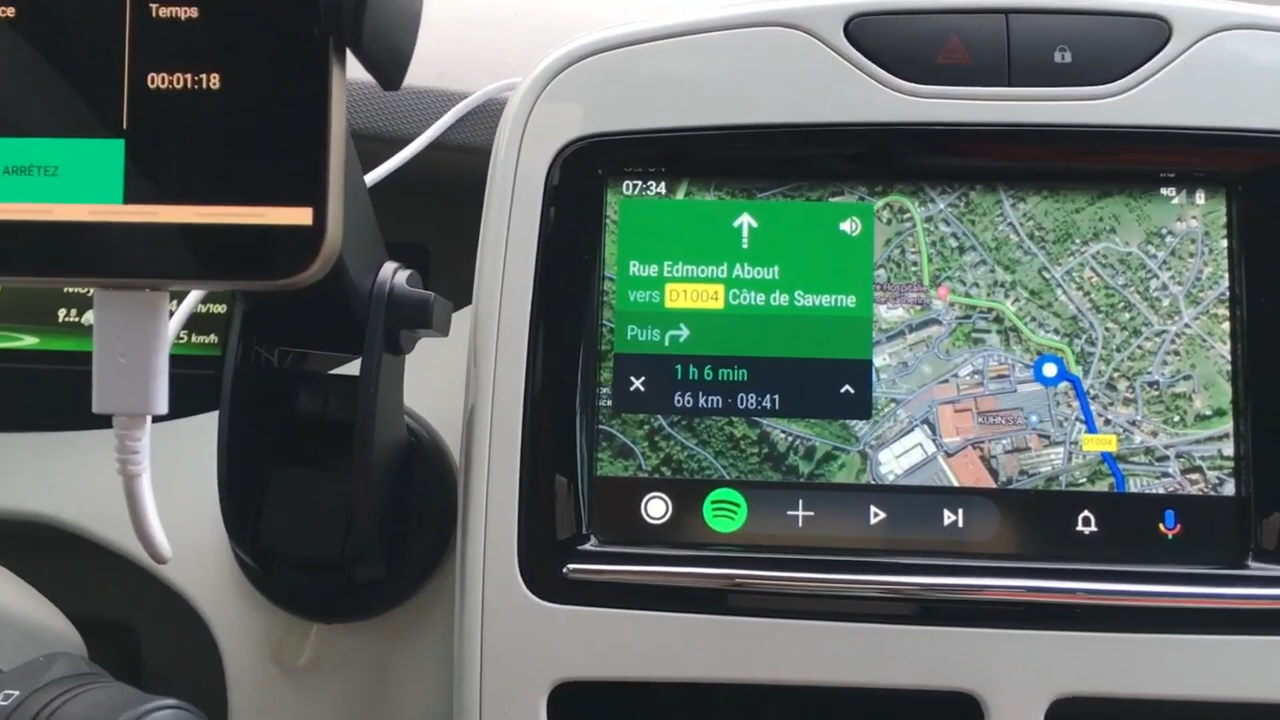 Temps
00:01:18
ARRÊTEZ
07:34
4G
Rue Edmond About
vers D1004 Côte de Saverne
Puis
1 h 6 min
66 km · 08:41
KUHN S.A
D1004
km/h